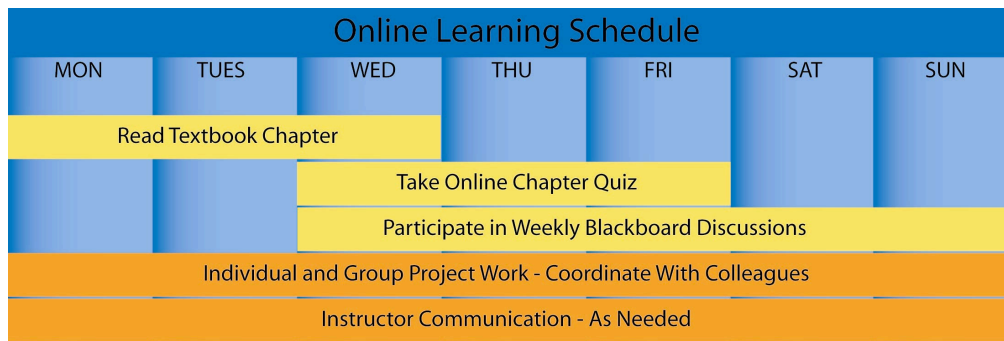 Online Learning Schedule
MON TUES WED THU FRI SAT SUN
Read Textbook Chapter
Take Online Chapter Quiz
Participate in Weekly Blackboard Discussions
Individual and Group Project Work - Coordinate With Colleagues
Instructor Communication - As Needed